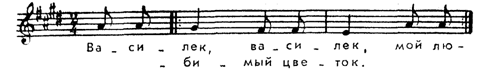 Ва - си - лек, ва - си - лек, мой лю-
- би - мый цве - ток.